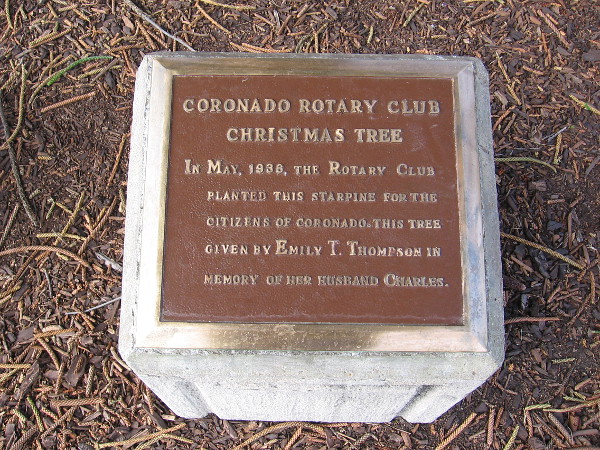 CORONADO ROTARY CLUB
CHRISTMAS TREE
IN MAY, 1938, THE ROTARY CLUB
PLANTED THIS STARPINE FOR THE
CITIZENS OF CORONADO. THIS TREE
GIVEN BY EMILY T. THOMPSON IN
MEMORY OF HER HUSBAND CHARLES.